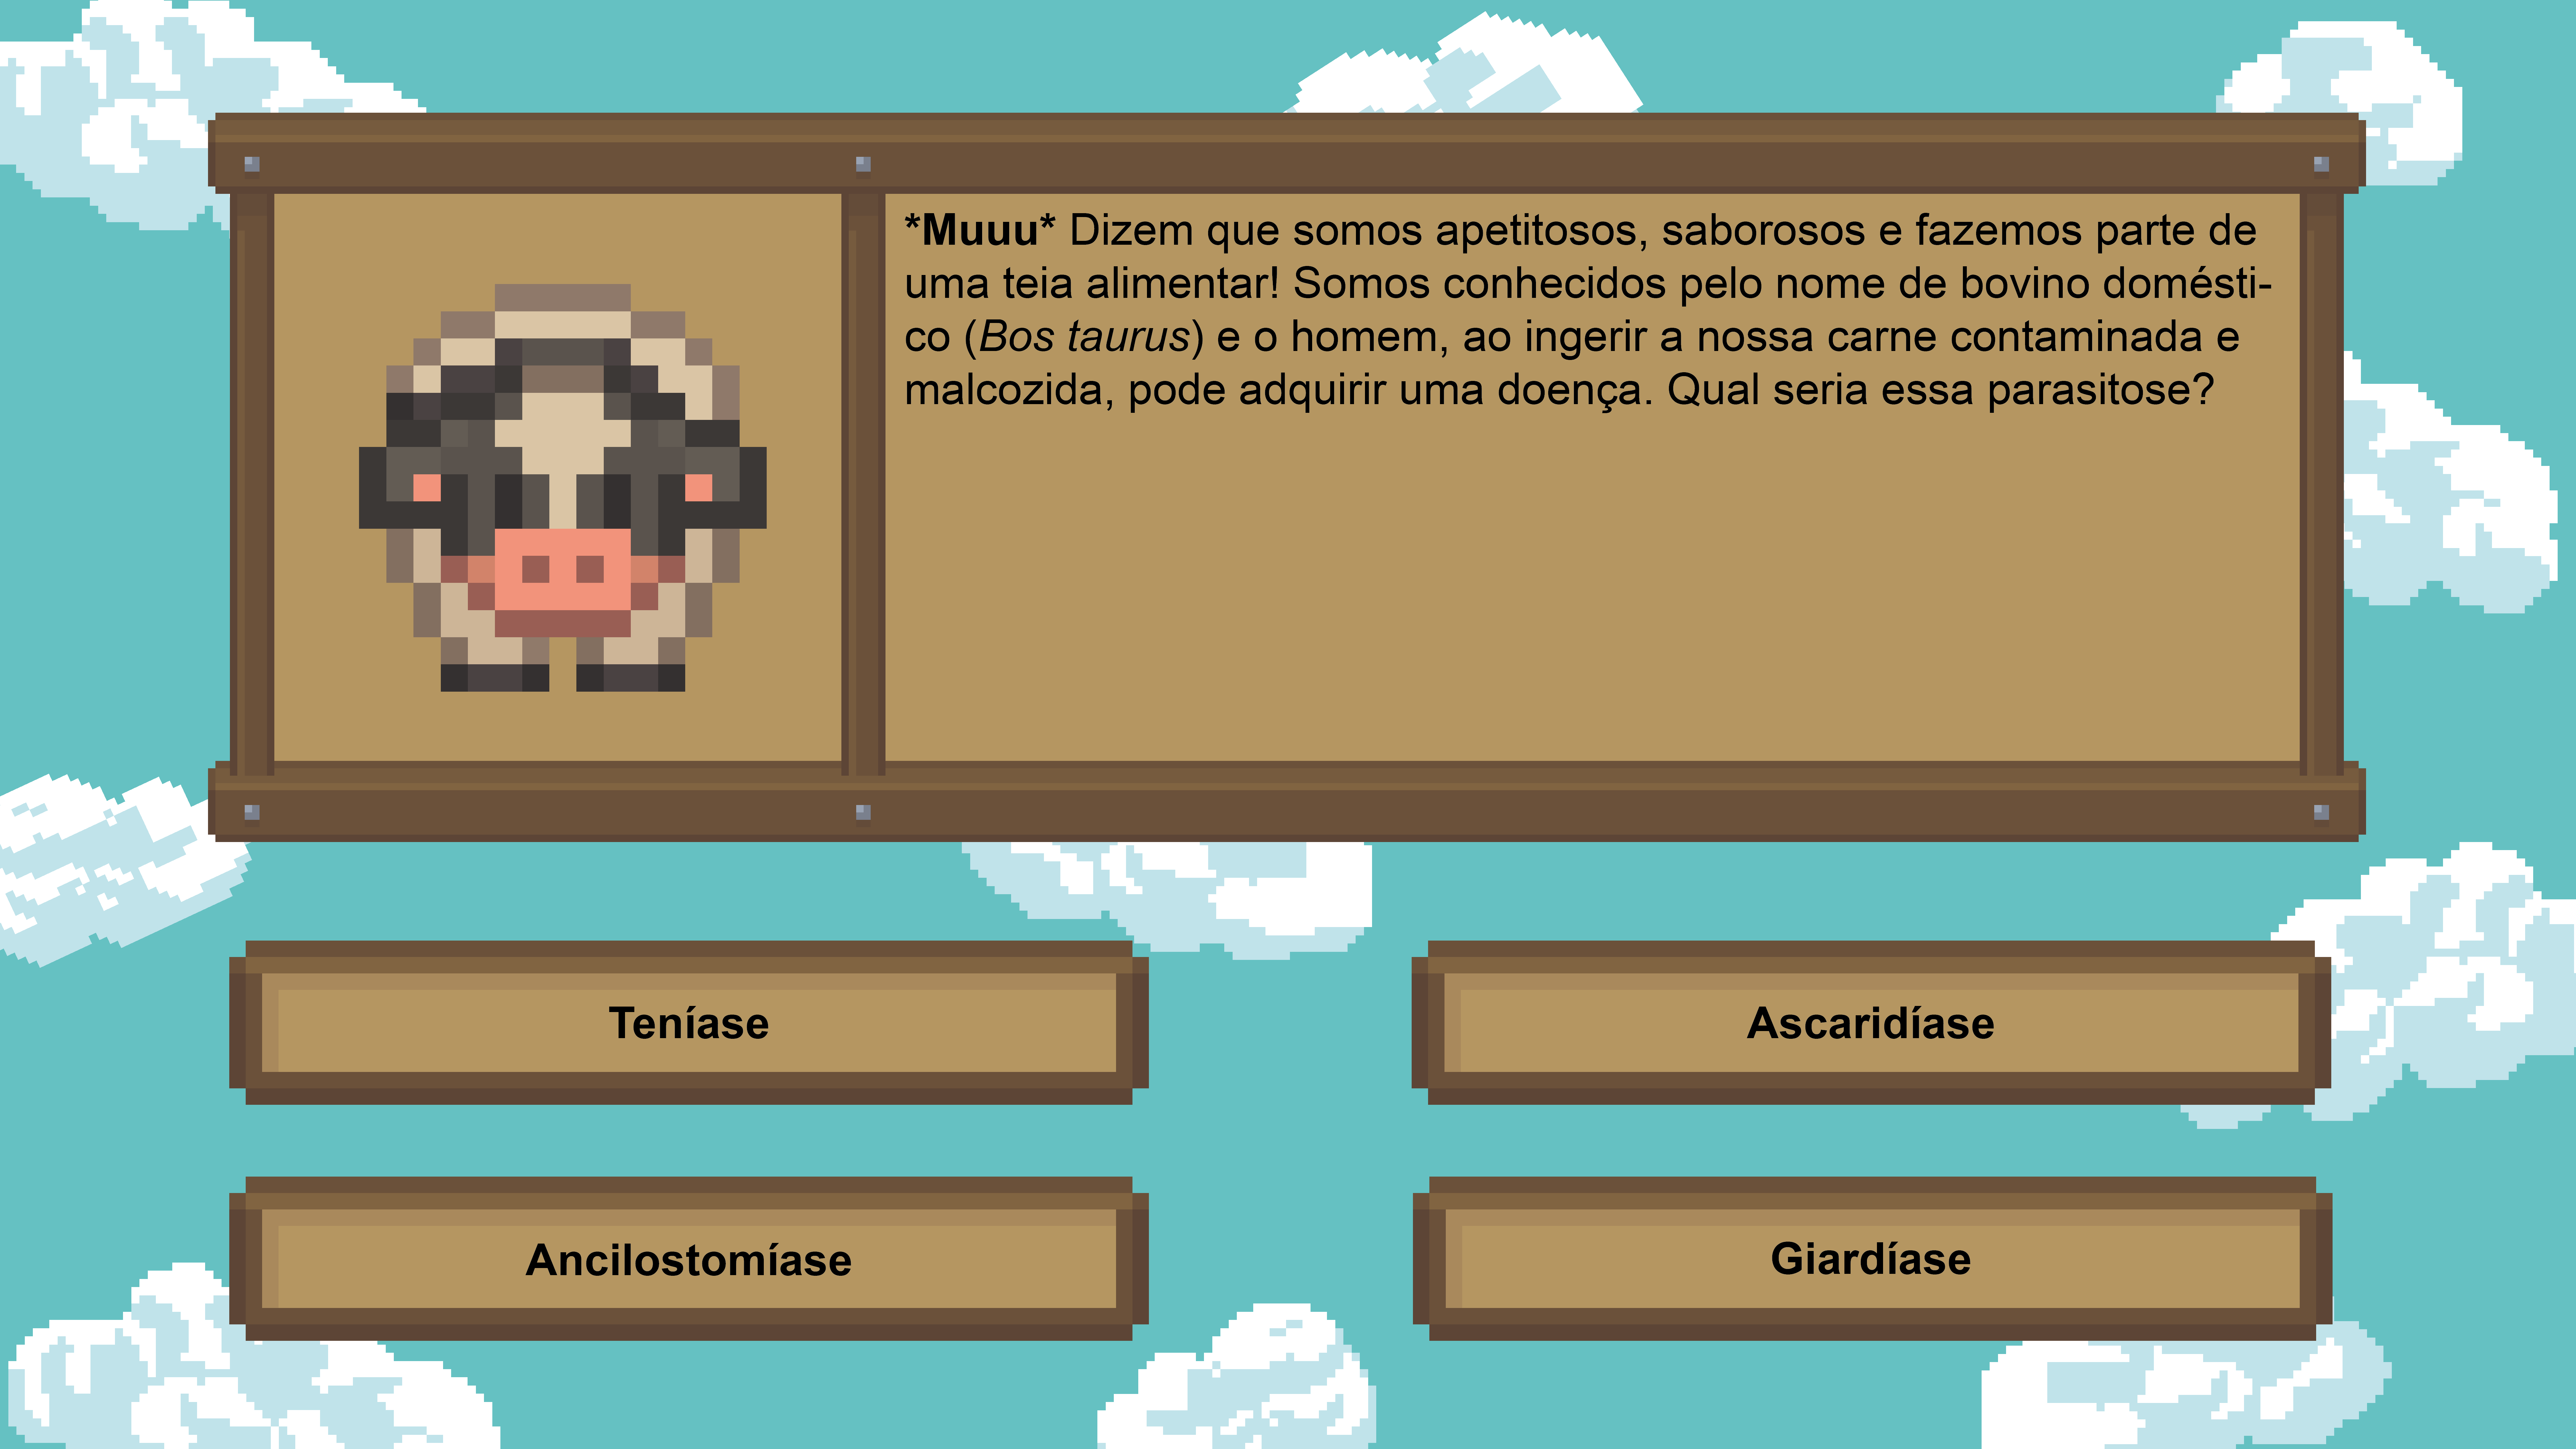 *Muuu* Dizem que somos apetitosos, saborosos e fazemos parte de
uma teia alimentar! Somos conhecidos pelo nome de bovino domésti-
co (Bos taurus) e o homem, ao ingerir a nossa carne contaminada e
malcozida, pode adquirir uma doença. Qual seria essa parasitose?
Teníase
Ascaridíase
Ancilostomíase
Giardíase